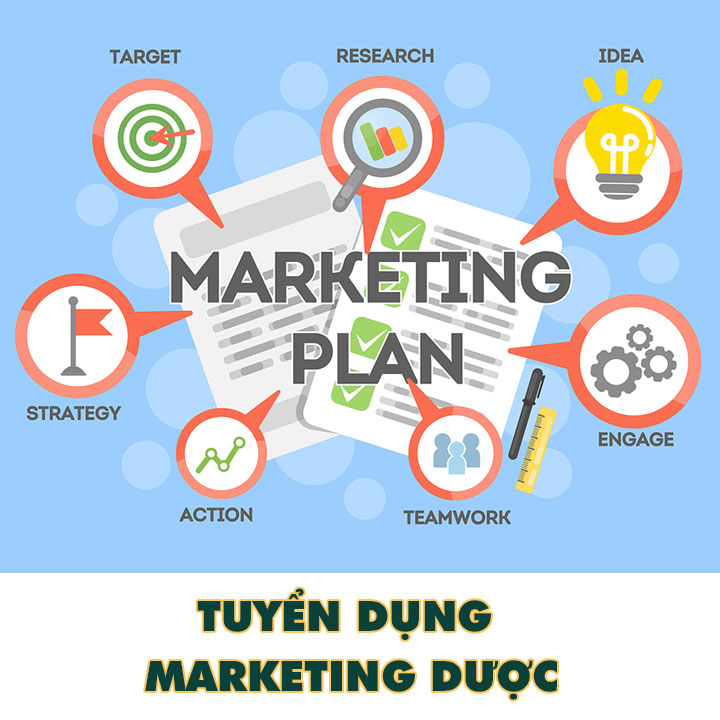 TARGET
RESEARCH
IDEA
MARKETING
PLAN
STRATEGY
ENGAGE
ACTION
TEAMWORK
TUYỂN DỤNG
MARKETING DƯỢC